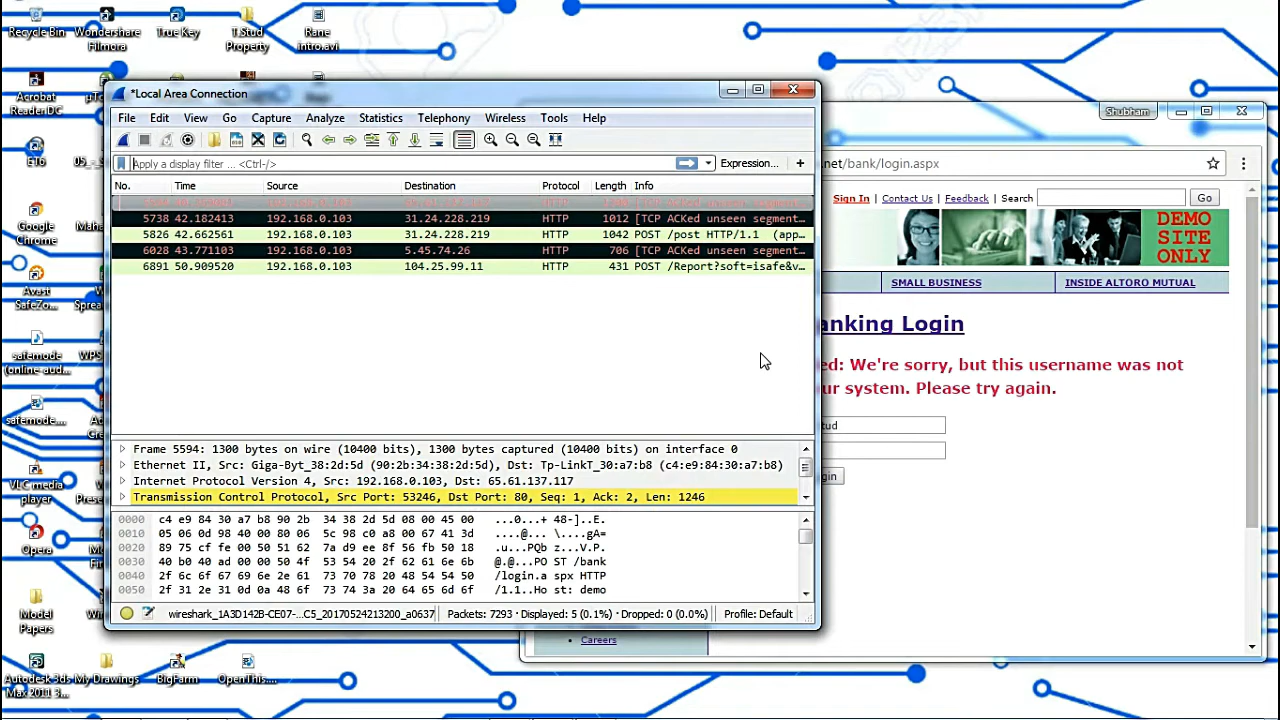 Recycle Bin
Wondershare Filmora
True Key
T.Stud Property
Rane intro.avi
Acrobat Reader DC
ET6
Google Chrome
Avast SafeZo...
safemode (online-aud...
safemode....
VLC media player
Opera
Model Papers
Autodesk 3ds Max 2011 3...
My Drawings
BigFarm
OpenThis....
*Local Area Connection
File Edit View Go Capture Analyze Statistics Telephony Wireless Tools Help
Apply a display filter ... <Ctrl-/>
Expression...
No. Time Source Destination Protocol Length Info
5738 42.182413 192.168.0.103 31.24.228.219 HTTP 1012 [TCP ACKed unseen segment...
5826 42.662561 192.168.0.103 31.24.228.219 HTTP 1042 POST /post HTTP/1.1 (app...
6028 43.771103 192.168.0.103 5.45.74.26 HTTP 706 [TCP ACKed unseen segment...
6891 50.909520 192.168.0.103 104.25.99.11 HTTP 431 POST /Report?soft=isafe&v...
Frame 5594: 1300 bytes on wire (10400 bits), 1300 bytes captured (10400 bits) on interface 0
Ethernet II, Src: Giga-Byt_38:2d:5d (90:2b:34:38:2d:5d), Dst: Tp-LinkT_30:a7:b8 (c4:e9:84:30:a7:b8)
Internet Protocol Version 4, Src: 192.168.0.103, Dst: 65.61.137.117
Transmission Control Protocol, Src Port: 53246, Dst Port: 80, Seq: 1, Ack: 2, Len: 1246
0000 c4 e9 84 30 a7 b8 90 2b 34 38 2d 5d 08 00 45 00 ...0...+ 48-]..E.
0010 05 06 0d 98 40 00 80 06 5c 98 c0 a8 00 67 41 3d ....@... \....gA=
0020 89 75 cf fe 00 50 51 62 7a d9 ee 8f 56 fb 50 18 .u...PQb z...V.P.
0030 40 b0 40 ad 00 00 50 4f 53 54 20 2f 62 61 6e 6b @.@...PO ST /bank
0040 2f 6c 6f 67 69 6e 2e 61 73 70 78 20 48 54 54 50 /login.a spx HTTP
0050 2f 31 2e 31 0d 0a 48 6f 73 74 3a 20 64 65 6d 6f /1.1..Ho st: demo
wireshark_1A3D142B-CE07-...C5_20170524213200_a0637
Packets: 7293 · Displayed: 5 (0.1%) · Dropped: 0 (0.0%)
Profile: Default
Shubham
.net/bank/login.aspx
Sign In | Contact Us | Feedback | Search
Go
DEMO
SITE
ONLY
SMALL BUSINESS
INSIDE ALTORO MUTUAL
anking Login
ed: We're sorry, but this username was not
ur system. Please try again.
tud
gin
Careers